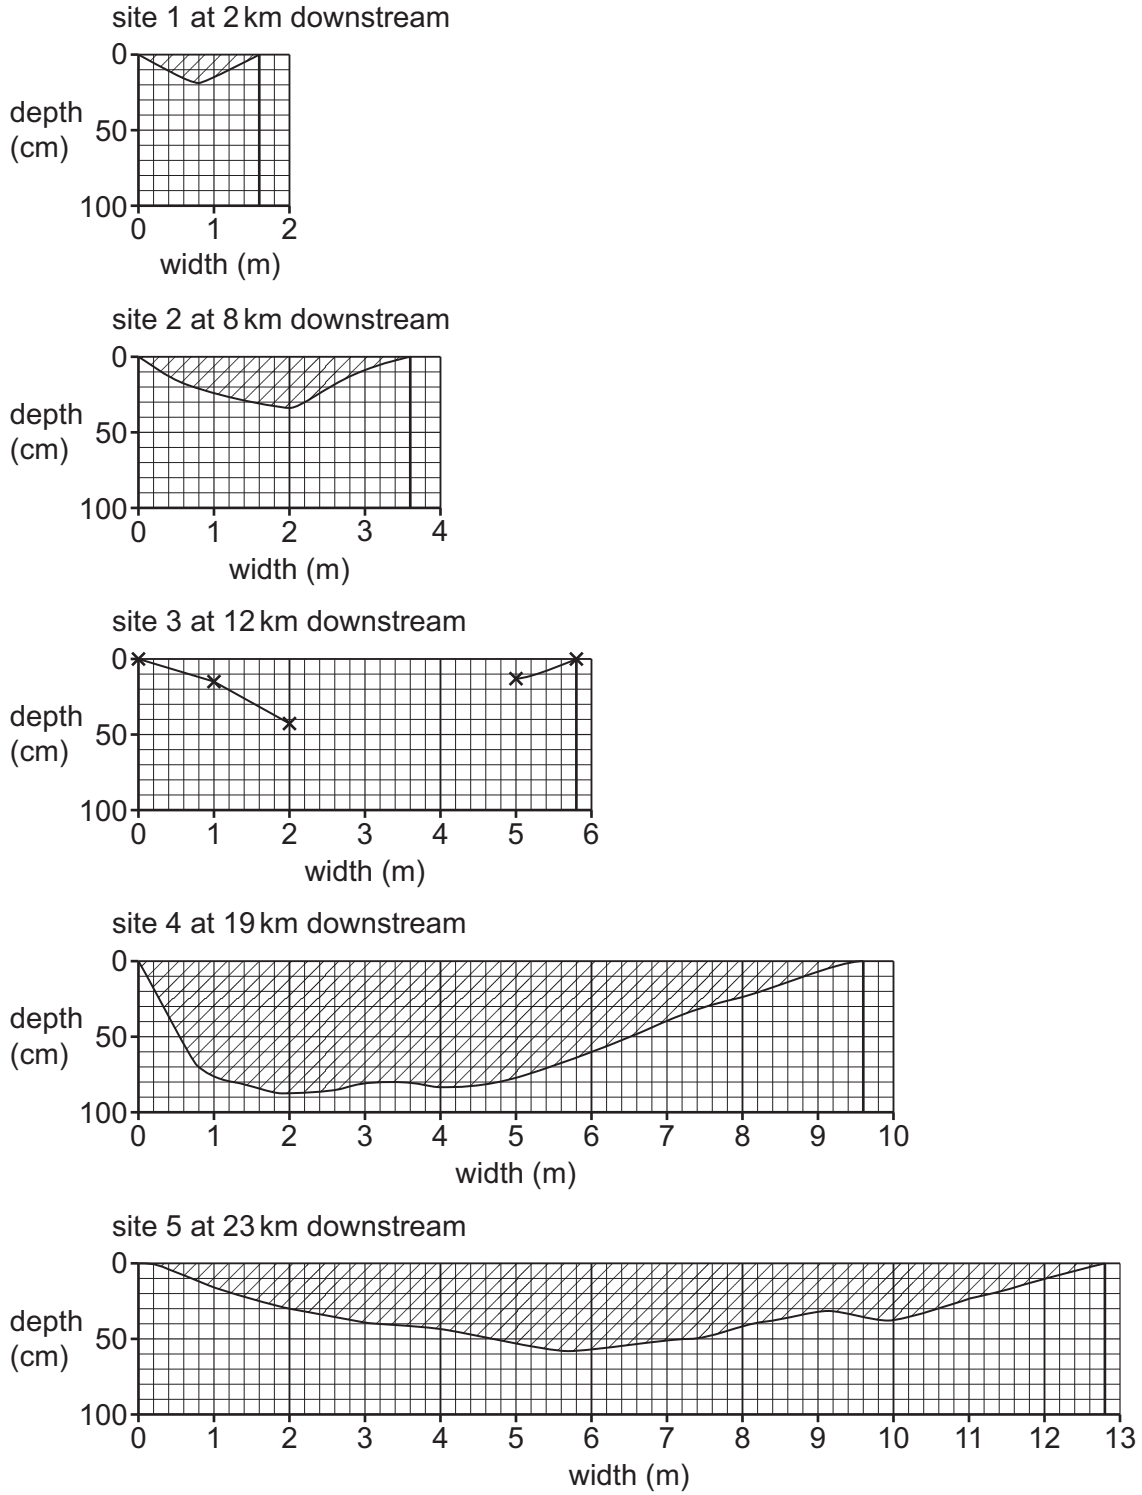 site 1 at 2 km downstream
0
depth
(cm)
50
100
0 1 2
width (m)
site 2 at 8 km downstream
0
depth
(cm)
50
100
0 1 2 3 4
width (m)
site 3 at 12 km downstream
0
depth
(cm)
50
100
0 1 2 3 4 5 6
width (m)
site 4 at 19 km downstream
0
depth
(cm)
50
100
0 1 2 3 4 5 6 7 8 9 10
width (m)
site 5 at 23 km downstream
0
depth
(cm)
50
100
0 1 2 3 4 5 6 7 8 9 10 11 12 13
width (m)